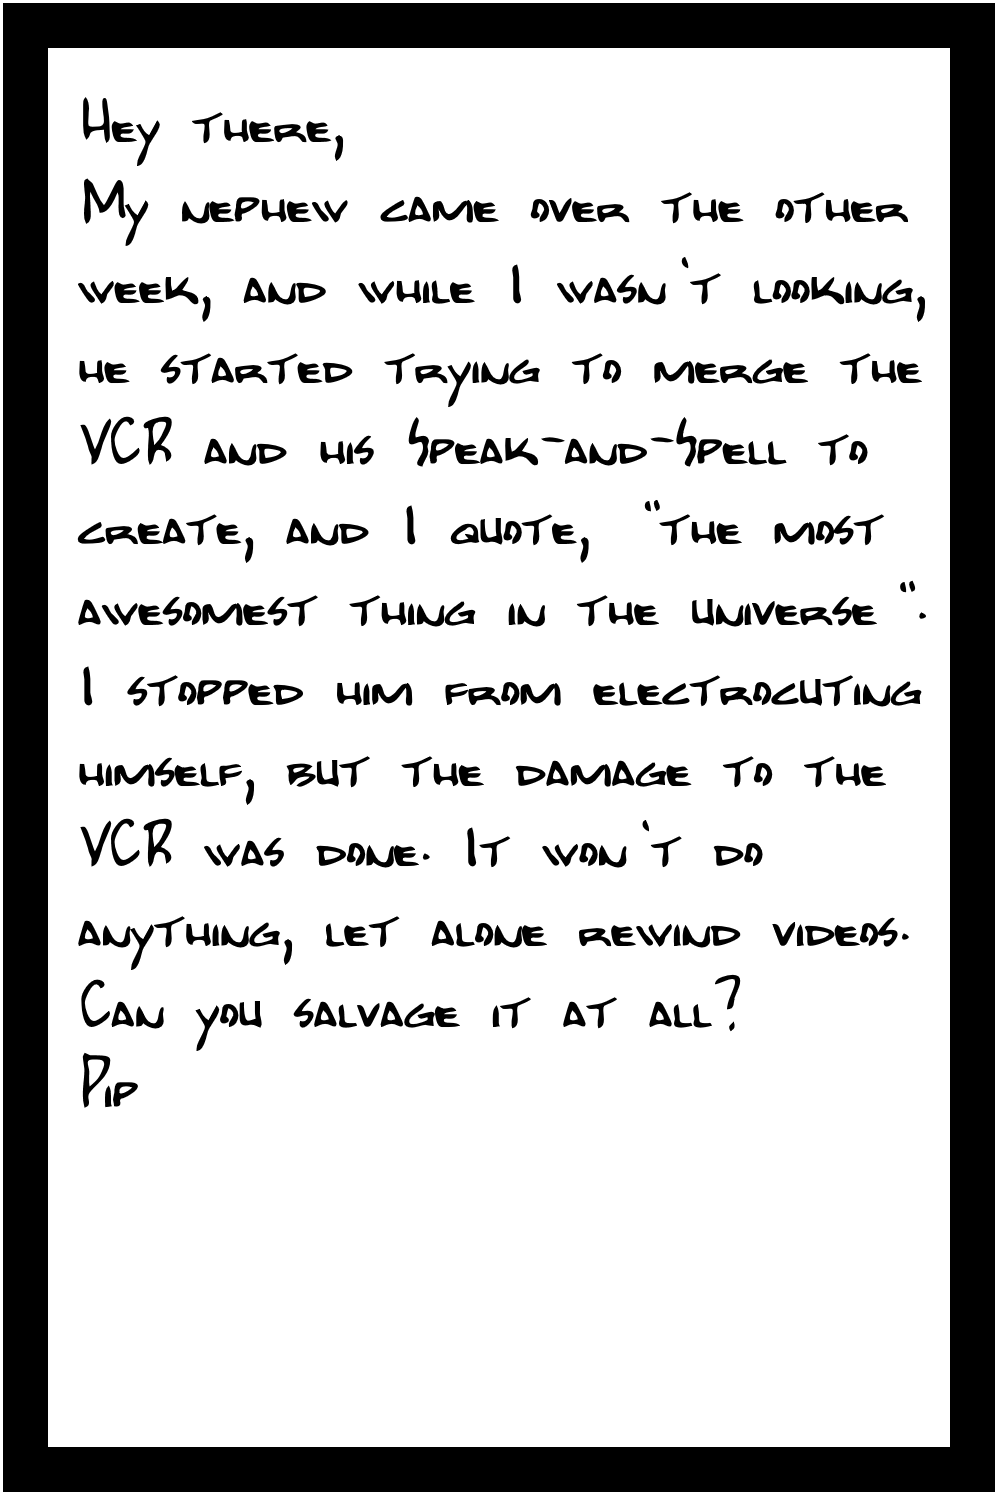 Hey there,
My nephew came over the other
week, and while I wasn't looking,
he started trying to merge the
VCR and his Speak-and-Spell to
create, and I quote, "the most
awesomest thing in the universe".
I stopped him from electrocuting
himself, but the damage to the
VCR was done. It won't do
anything, let alone rewind videos.
Can you salvage it at all?
Pip